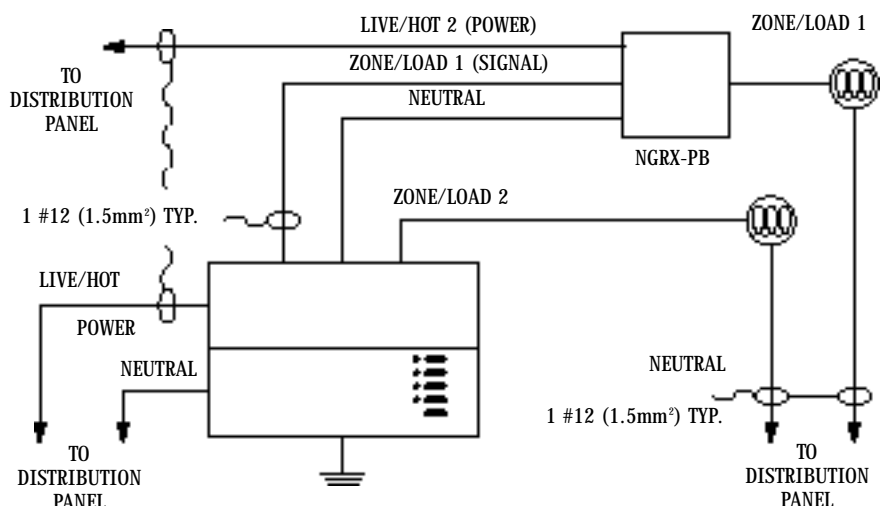 LIVE/HOT 2 (POWER)
ZONE/LOAD 1
TO
DISTRIBUTION
PANEL
ZONE/LOAD 1 (SIGNAL)
NEUTRAL
NGRX-PB
1 #12 (1.5mm²) TYP.
ZONE/LOAD 2
LIVE/HOT
POWER
NEUTRAL
NEUTRAL
1 #12 (1.5mm²) TYP.
TO
DISTRIBUTION
PANEL
TO
DISTRIBUTION
PANEL